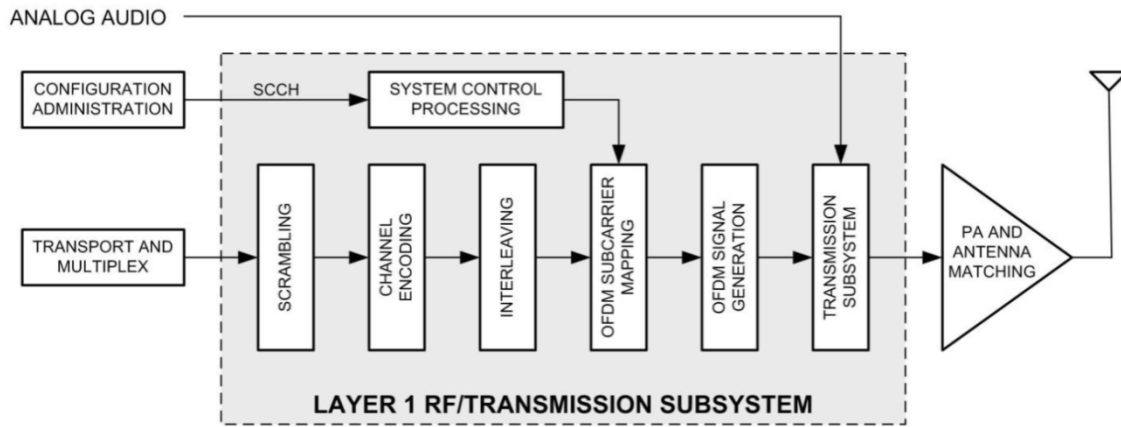 ANALOG AUDIO
CONFIGURATION
ADMINISTRATION
SCCH
SYSTEM CONTROL
PROCESSING
TRANSPORT AND
MULTIPLEX
SCRAMBLING
CHANNEL
ENCODING
INTERLEAVING
OFDM SUBCARRIER
MAPPING
OFDM SIGNAL
GENERATION
TRANSMISSION
SUBSYSTEM
PA AND
ANTENNA
MATCHING
LAYER 1 RF/TRANSMISSION SUBSYSTEM